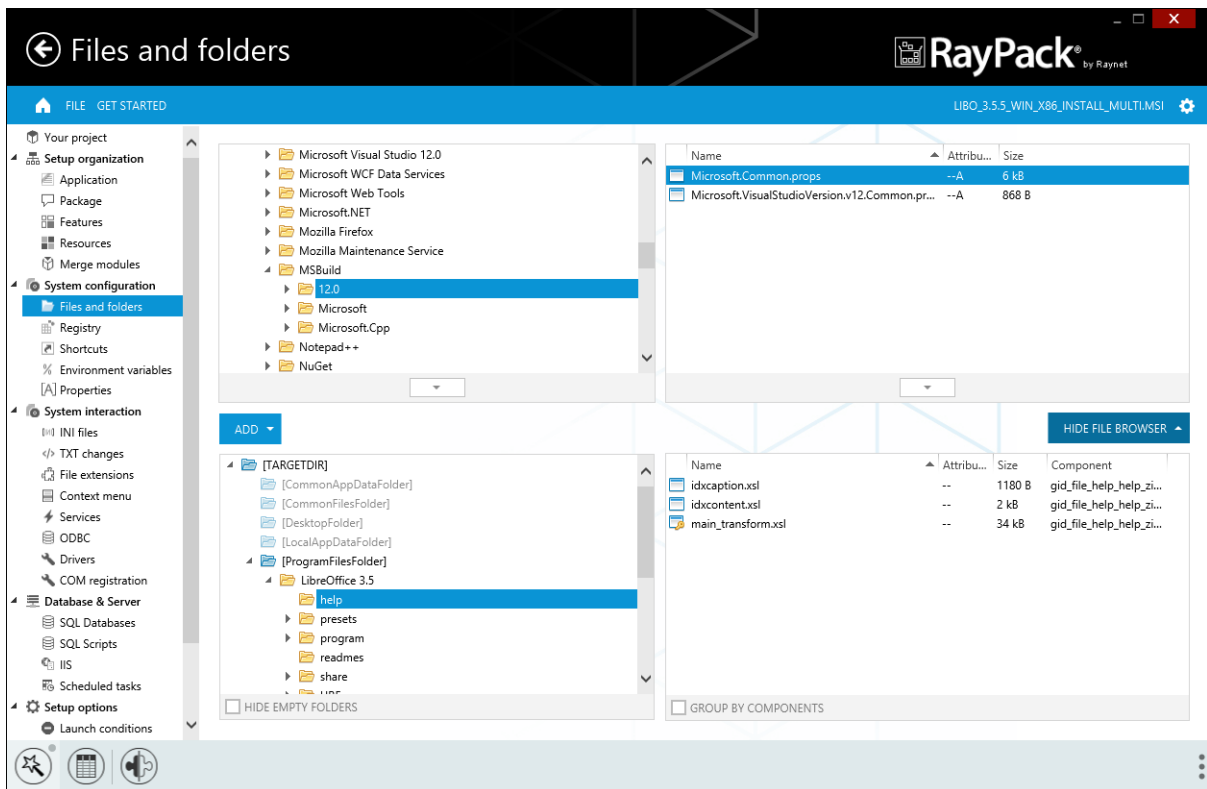 Files and folders
RayPack®
by Raynet
FILE GET STARTED
LIBO_3.5.5_WIN_X86_INSTALL_MULTI.MSI
Your project
Setup organization
Application
Package
Features
Resources
Merge modules
System configuration
Files and folders
Registry
Shortcuts
% Environment variables
[A] Properties
System interaction
INI files
</> TXT changes
File extensions
Context menu
Services
ODBC
Drivers
COM registration
Database & Server
SQL Databases
SQL Scripts
IIS
Scheduled tasks
Setup options
Launch conditions
Microsoft Visual Studio 12.0
Microsoft WCF Data Services
Microsoft Web Tools
Microsoft.NET
Mozilla Firefox
Mozilla Maintenance Service
MSBuild
12.0
Microsoft
Microsoft.Cpp
Notepad++
NuGet
Name Attribu... Size
Microsoft.Common.props --A 6 kB
Microsoft.VisualStudioVersion.v12.Common.pr... --A 868 B
ADD
HIDE FILE BROWSER
[TARGETDIR]
[CommonAppDataFolder]
[CommonFilesFolder]
[DesktopFolder]
[LocalAppDataFolder]
[ProgramFilesFolder]
LibreOffice 3.5
help
presets
program
readmes
share
HIDE EMPTY FOLDERS
Name Attribu... Size Component
idxcaption.xsl -- 1180 B gid_file_help_help_zi...
idxcontent.xsl -- 2 kB gid_file_help_help_zi...
main_transform.xsl -- 34 kB gid_file_help_help_zi...
GROUP BY COMPONENTS